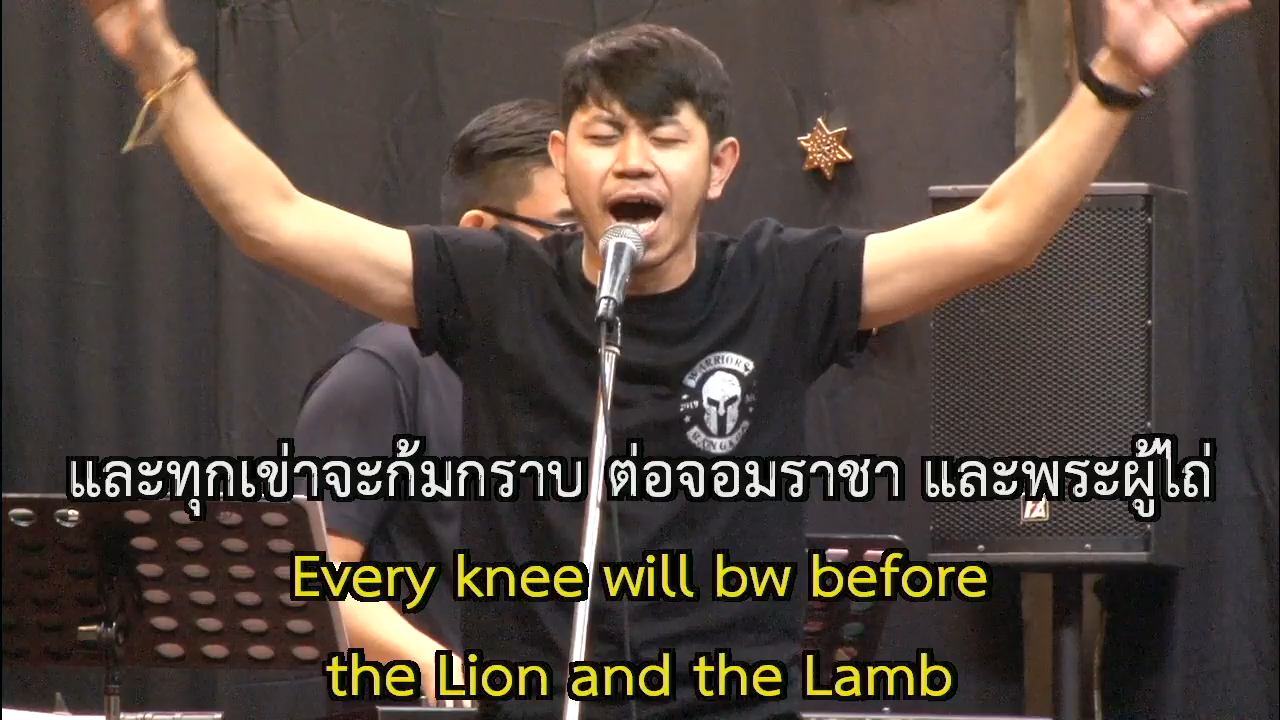 WARRIORS
2019
และทุกเข่าจะก้มกราบ ต่อจอมราชา และพระผู้ไถ่
Every knee will bw before
the Lion and the Lamb